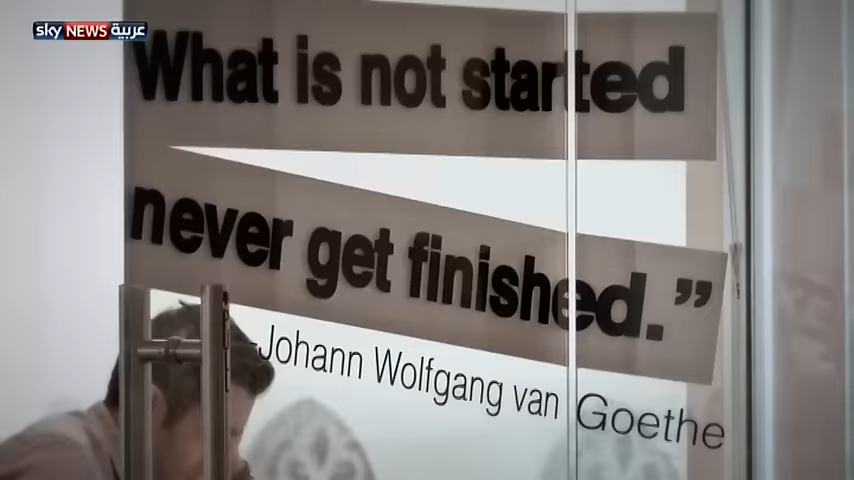 sky NEWS عربية
What is not started
never get finished.”
-Johann Wolfgang van Goethe